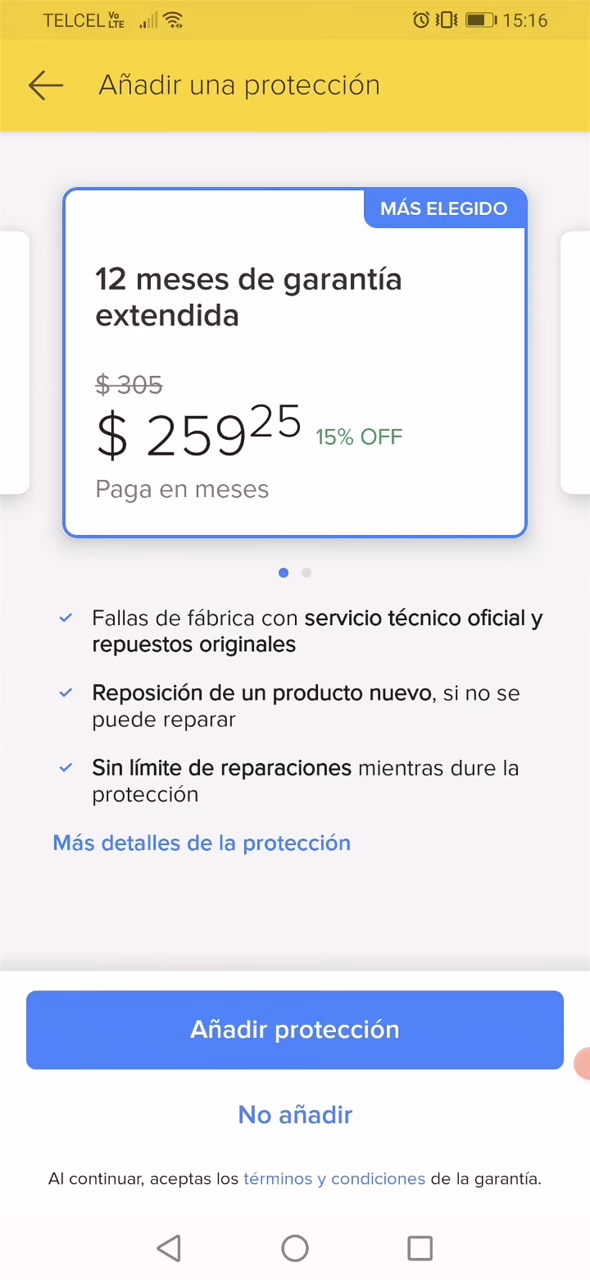 TELCEL Vo LTE 15:16
Añadir una protección
MÁS ELEGIDO
12 meses de garantía
extendida
$ 305
$ 259 25 15% OFF
Paga en meses
Fallas de fábrica con servicio técnico oficial y
repuestos originales
Reposición de un producto nuevo, si no se
puede reparar
Sin límite de reparaciones mientras dure la
protección
Más detalles de la protección
Añadir protección
No añadir
Al continuar, aceptas los términos y condiciones de la garantía.